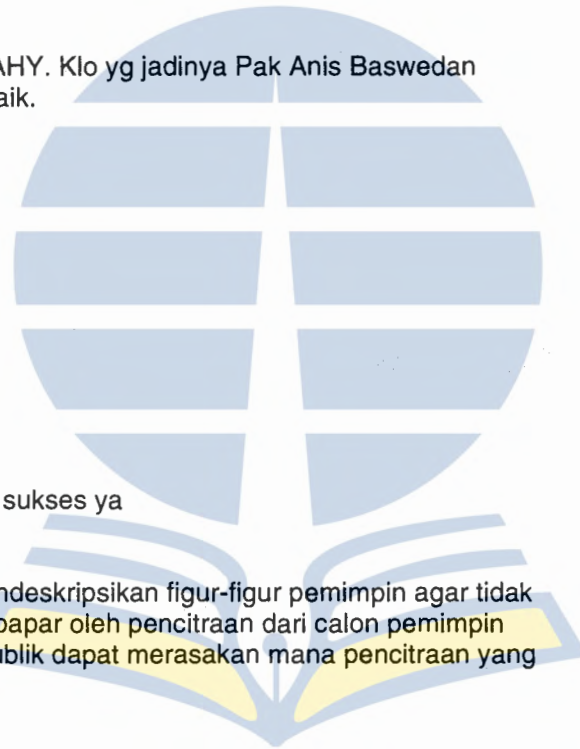 AHY. Klo yg jadinya Pak Anis Baswedan
aik.
sukses ya
ndeskripsikan figur-figur pemimpin agar tidak
papar oleh pencitraan dari calon pemimpin
ublik dapat merasakan mana pencitraan yang